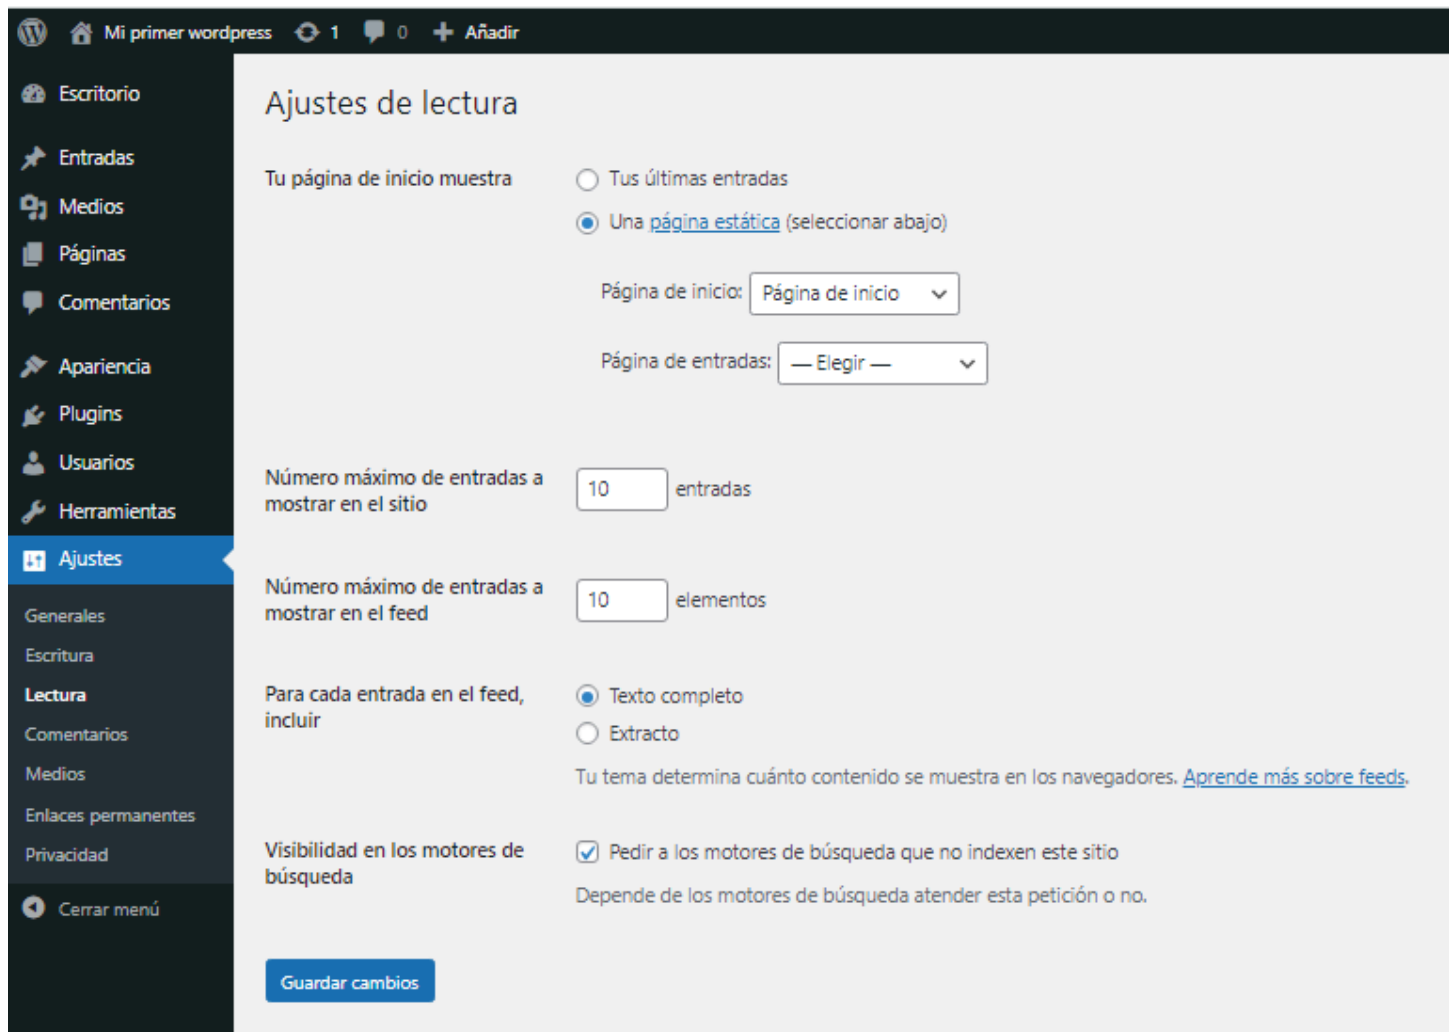 Mi primer wordpress 1 0 Añadir
Escritorio
Entradas
Medios
Páginas
Comentarios
Apariencia
Plugins
Usuarios
Herramientas
Ajustes
Generales
Escritura
Lectura
Comentarios
Medios
Enlaces permanentes
Privacidad
Cerrar menú
Ajustes de lectura
Tu página de inicio muestra
Tus últimas entradas
Una página estática (seleccionar abajo)
Página de inicio: Página de inicio
Página de entradas: — Elegir —
Número máximo de entradas a
mostrar en el sitio
10 entradas
Número máximo de entradas a
mostrar en el feed
10 elementos
Para cada entrada en el feed,
incluir
Texto completo
Extracto
Tu tema determina cuánto contenido se muestra en los navegadores. Aprende más sobre feeds.
Visibilidad en los motores de
búsqueda
Pedir a los motores de búsqueda que no indexen este sitio
Depende de los motores de búsqueda atender esta petición o no.
Guardar cambios